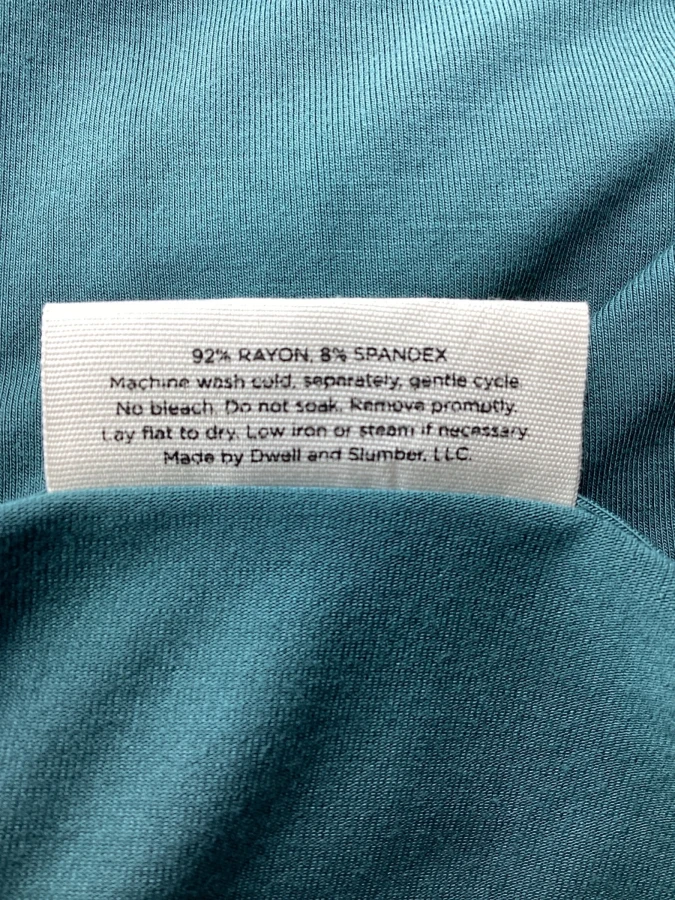 92% RAYON, 8% SPANDEX
Machine wash cold, separately, gentle cycle.
No bleach. Do not soak. Remove promptly.
Lay flat to dry. Low iron or steam if necessary.
Made by Dwell and Slumber, LLC.